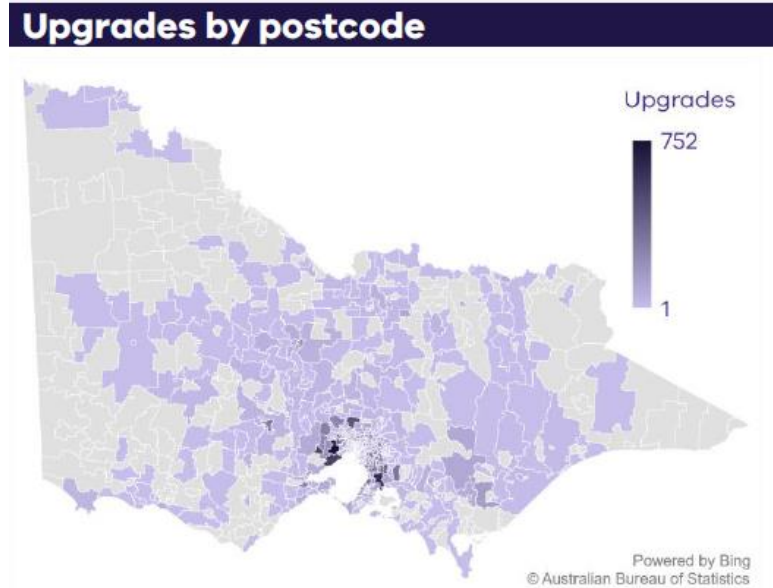 Upgrades by postcode
Upgrades
752
1
Powered by Bing
© Australian Bureau of Statistics